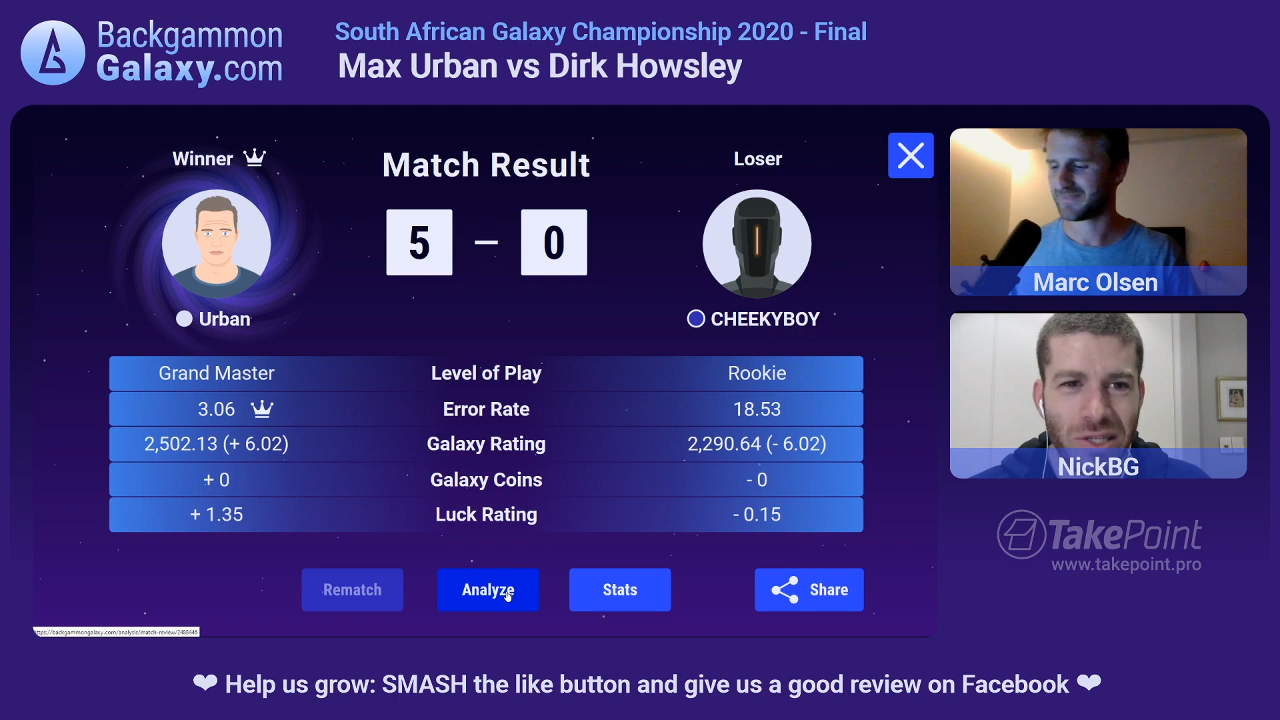 Backgammon
Galaxy.com
South African Galaxy Championship 2020 - Final
Max Urban vs Dirk Howsley
Winner
Match Result
Loser
5 – 0
Urban
CHEEKYBOY
Grand Master Level of Play Rookie
3.06 Error Rate 18.53
2,502.13 (+ 6.02) Galaxy Rating 2,290.64 (- 6.02)
+ 0 Galaxy Coins - 0
+ 1.35 Luck Rating - 0.15
Rematch Analyze Stats Share
Marc Olsen
NickBG
TakePoint
www.takepoint.pro
❤ Help us grow: SMASH the like button and give us a good review on Facebook ❤